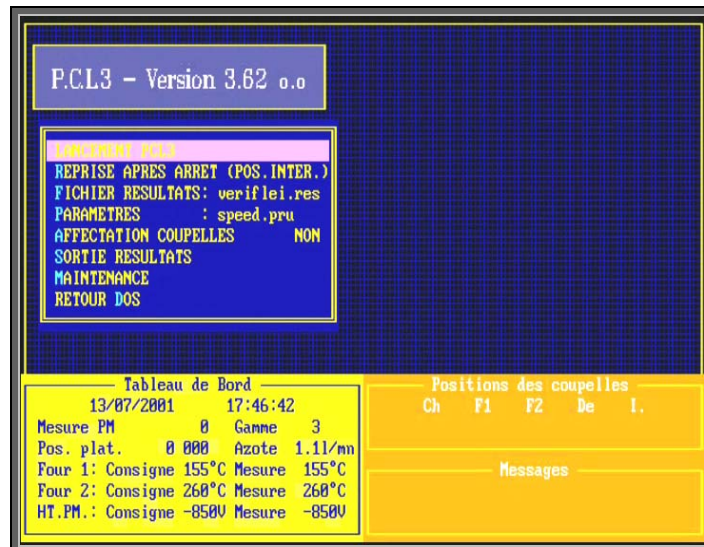 P.C.L3 - Version 3.62 o.o
LANCEMENT PCL3
REPRISE APRES ARRET (POS.INTER.)
FICHIER RESULTATS: veriflei.res
PARAMETRES : speed.pru
AFFECTATION COUPELLES NON
SORTIE RESULTATS
MAINTENANCE
RETOUR DOS
Tableau de Bord
13/07/2001 17:46:42
Mesure PM 0 Gamme 3
Pos. plat. 0 000 Azote 1.1l/mn
Four 1: Consigne 155°C Mesure 155°C
Four 2: Consigne 260°C Mesure 260°C
HT.PM.: Consigne -850V Mesure -850V
Positions des coupelles
Ch F1 F2 De I.
Messages